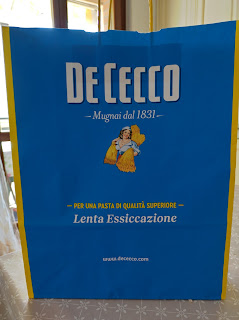 DE CECCO
Mugnai dal 1831
PER UNA PASTA DI QUALITÀ SUPERIORE
Lenta Essiccazione
www.dececco.com